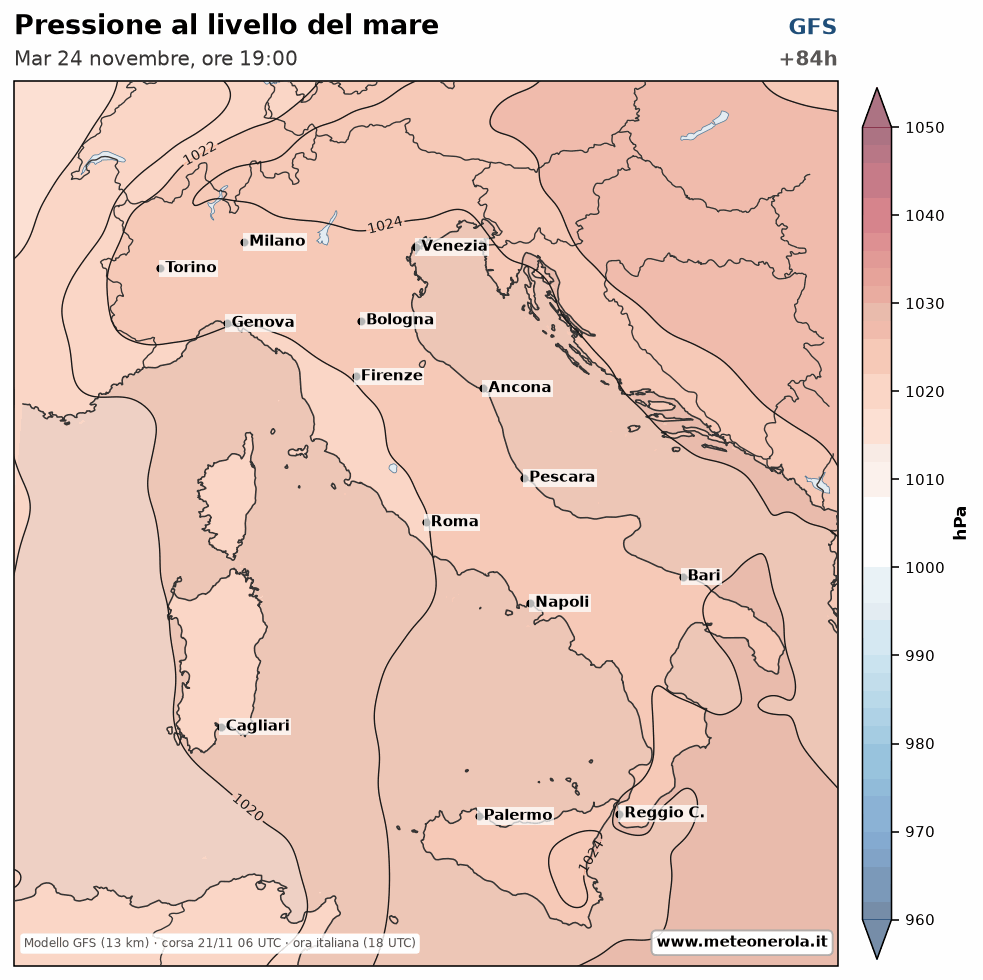 Pressione al livello del mare
GFS
Mar 24 novembre, ore 19:00
+84h
1022
1024
Milano
Venezia
Torino
Genova
Bologna
Firenze
Ancona
Pescara
Roma
Bari
Napoli
Cagliari
1020
Palermo
Reggio C.
1024
Modello GFS (13 km) · corsa 21/11 06 UTC · ora italiana (18 UTC)
www.meteonerola.it
1050
1040
1030
1020
1010
1000
990
980
970
960
hPa